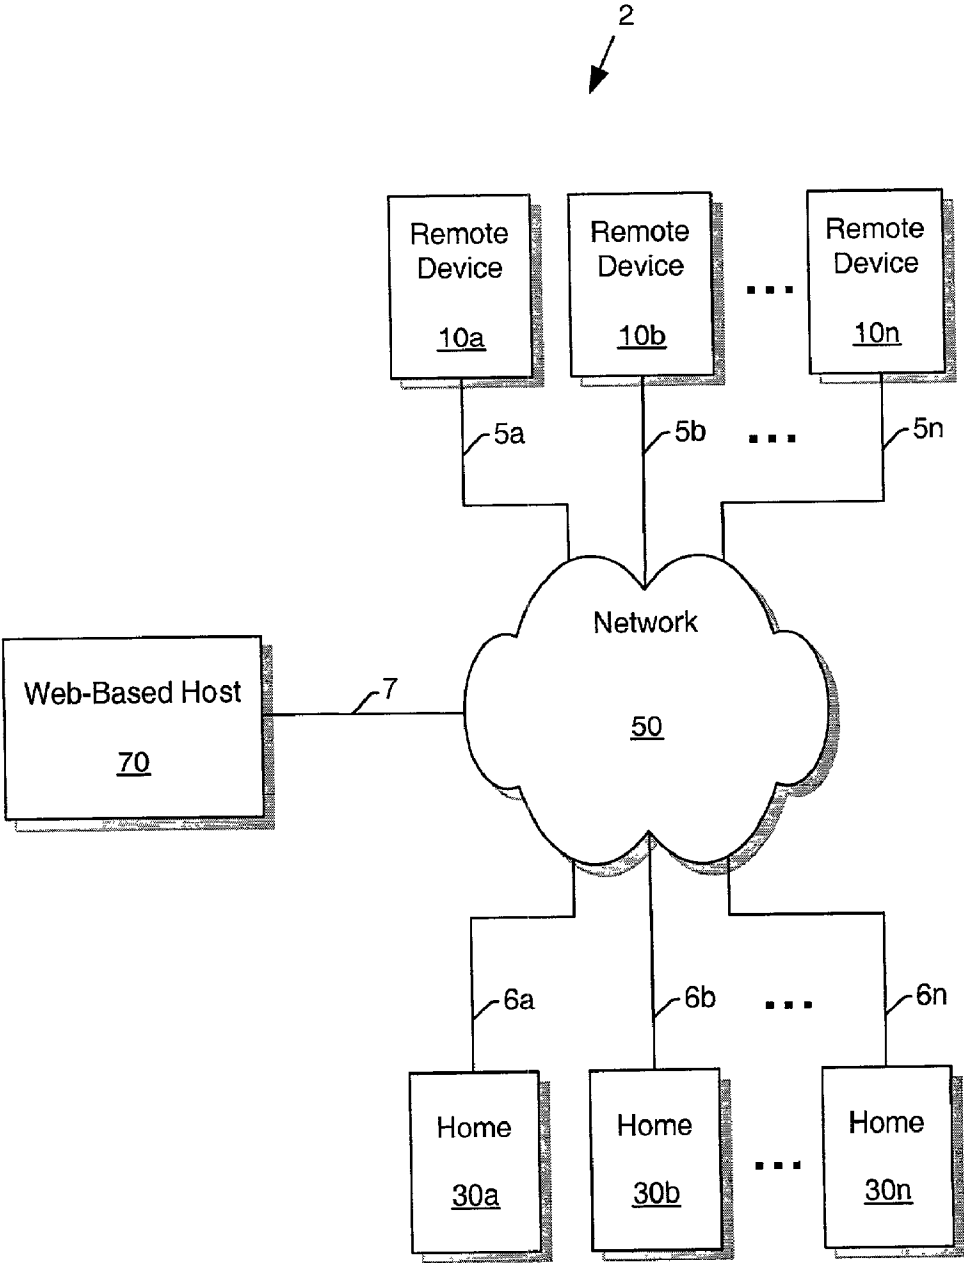 2
Remote
Device
10a
Remote
Device
10b
Remote
Device
10n
5a
5b
5n
Network
50
Web-Based Host
70
7
6a
6b
6n
Home
30a
Home
30b
Home
30n